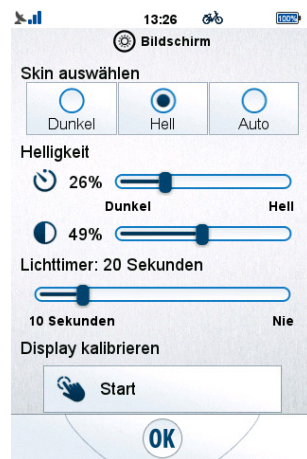 13:26 100%
Bildschirm
Skin auswählen
Dunkel Hell Auto
Helligkeit
26%
Dunkel Hell
49%
Lichttimer: 20 Sekunden
10 Sekunden Nie
Display kalibrieren
Start
OK